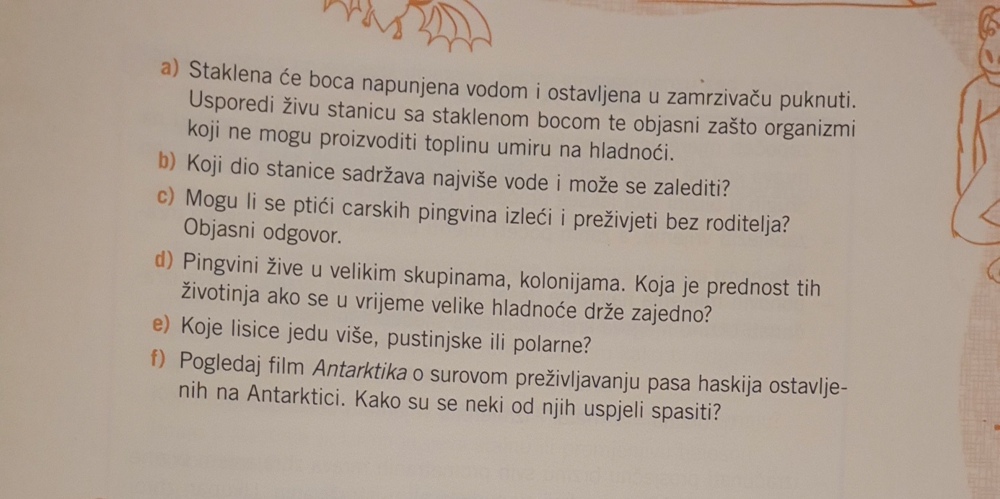 a) Staklena će boca napunjena vodom i ostavljena u zamrzivaču puknuti.
Usporedi živu stanicu sa staklenom bocom te objasni zašto organizmi
koji ne mogu proizvoditi toplinu umiru na hladnoći.
b) Koji dio stanice sadržava najviše vode i može se zalediti?
c) Mogu li se ptići carskih pingvina izleći i preživjeti bez roditelja?
Objasni odgovor.
d) Pingvini žive u velikim skupinama, kolonijama. Koja je prednost tih
životinja ako se u vrijeme velike hladnoće drže zajedno?
e) Koje lisice jedu više, pustinjske ili polarne?
f) Pogledaj film Antarktika o surovom preživljavanju pasa haskija ostavlje-
nih na Antarktici. Kako su se neki od njih uspjeli spasiti?